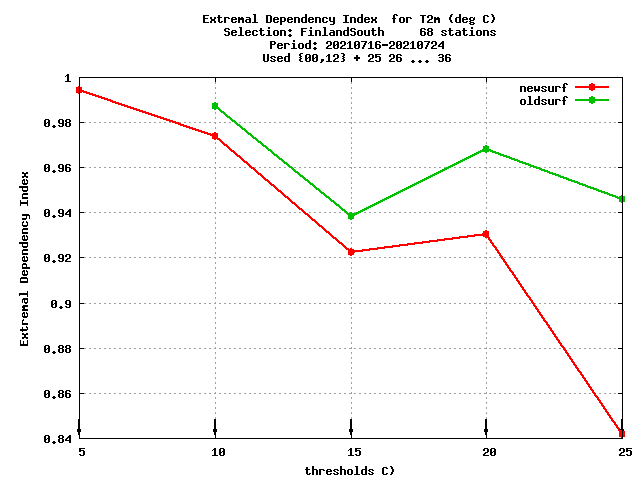 Extremal Dependency Index  for T2m (deg C)
Selection: FinlandSouth     68 stations
Period: 20210716-20210724
Used {00,12} + 25 26 ... 36
newsurf
oldsurf
Extremal Dependency Index
1
0.98
0.96
0.94
0.92
0.9
0.88
0.86
0.84
5
10
15
20
25
thresholds C)